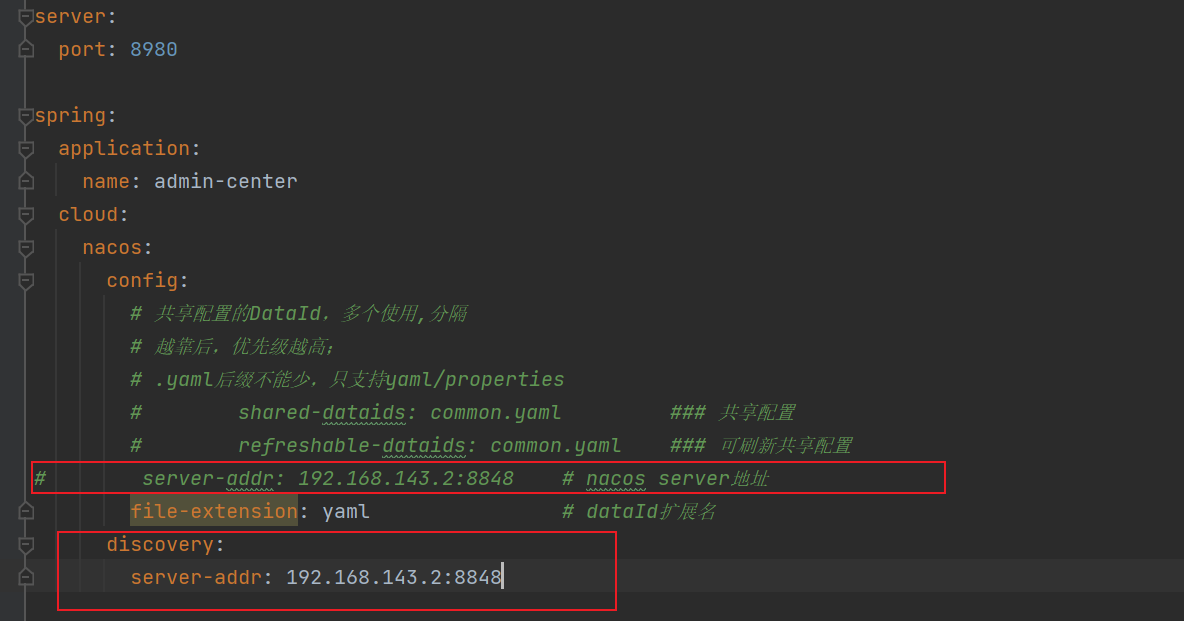 server:
  port: 8980
spring:
  application:
    name: admin-center
  cloud:
    nacos:
      config:
        # 共享配置的DataId，多个使用,分隔
        # 越靠后，优先级越高；
        # .yaml后缀不能少，只支持yaml/properties
        #        shared-dataids: common.yaml         ### 共享配置
        #        refreshable-dataids: common.yaml    ### 可刷新共享配置
#        server-addr: 192.168.143.2:8848    # nacos server地址
        file-extension: yaml                # dataId扩展名
      discovery:
        server-addr: 192.168.143.2:8848